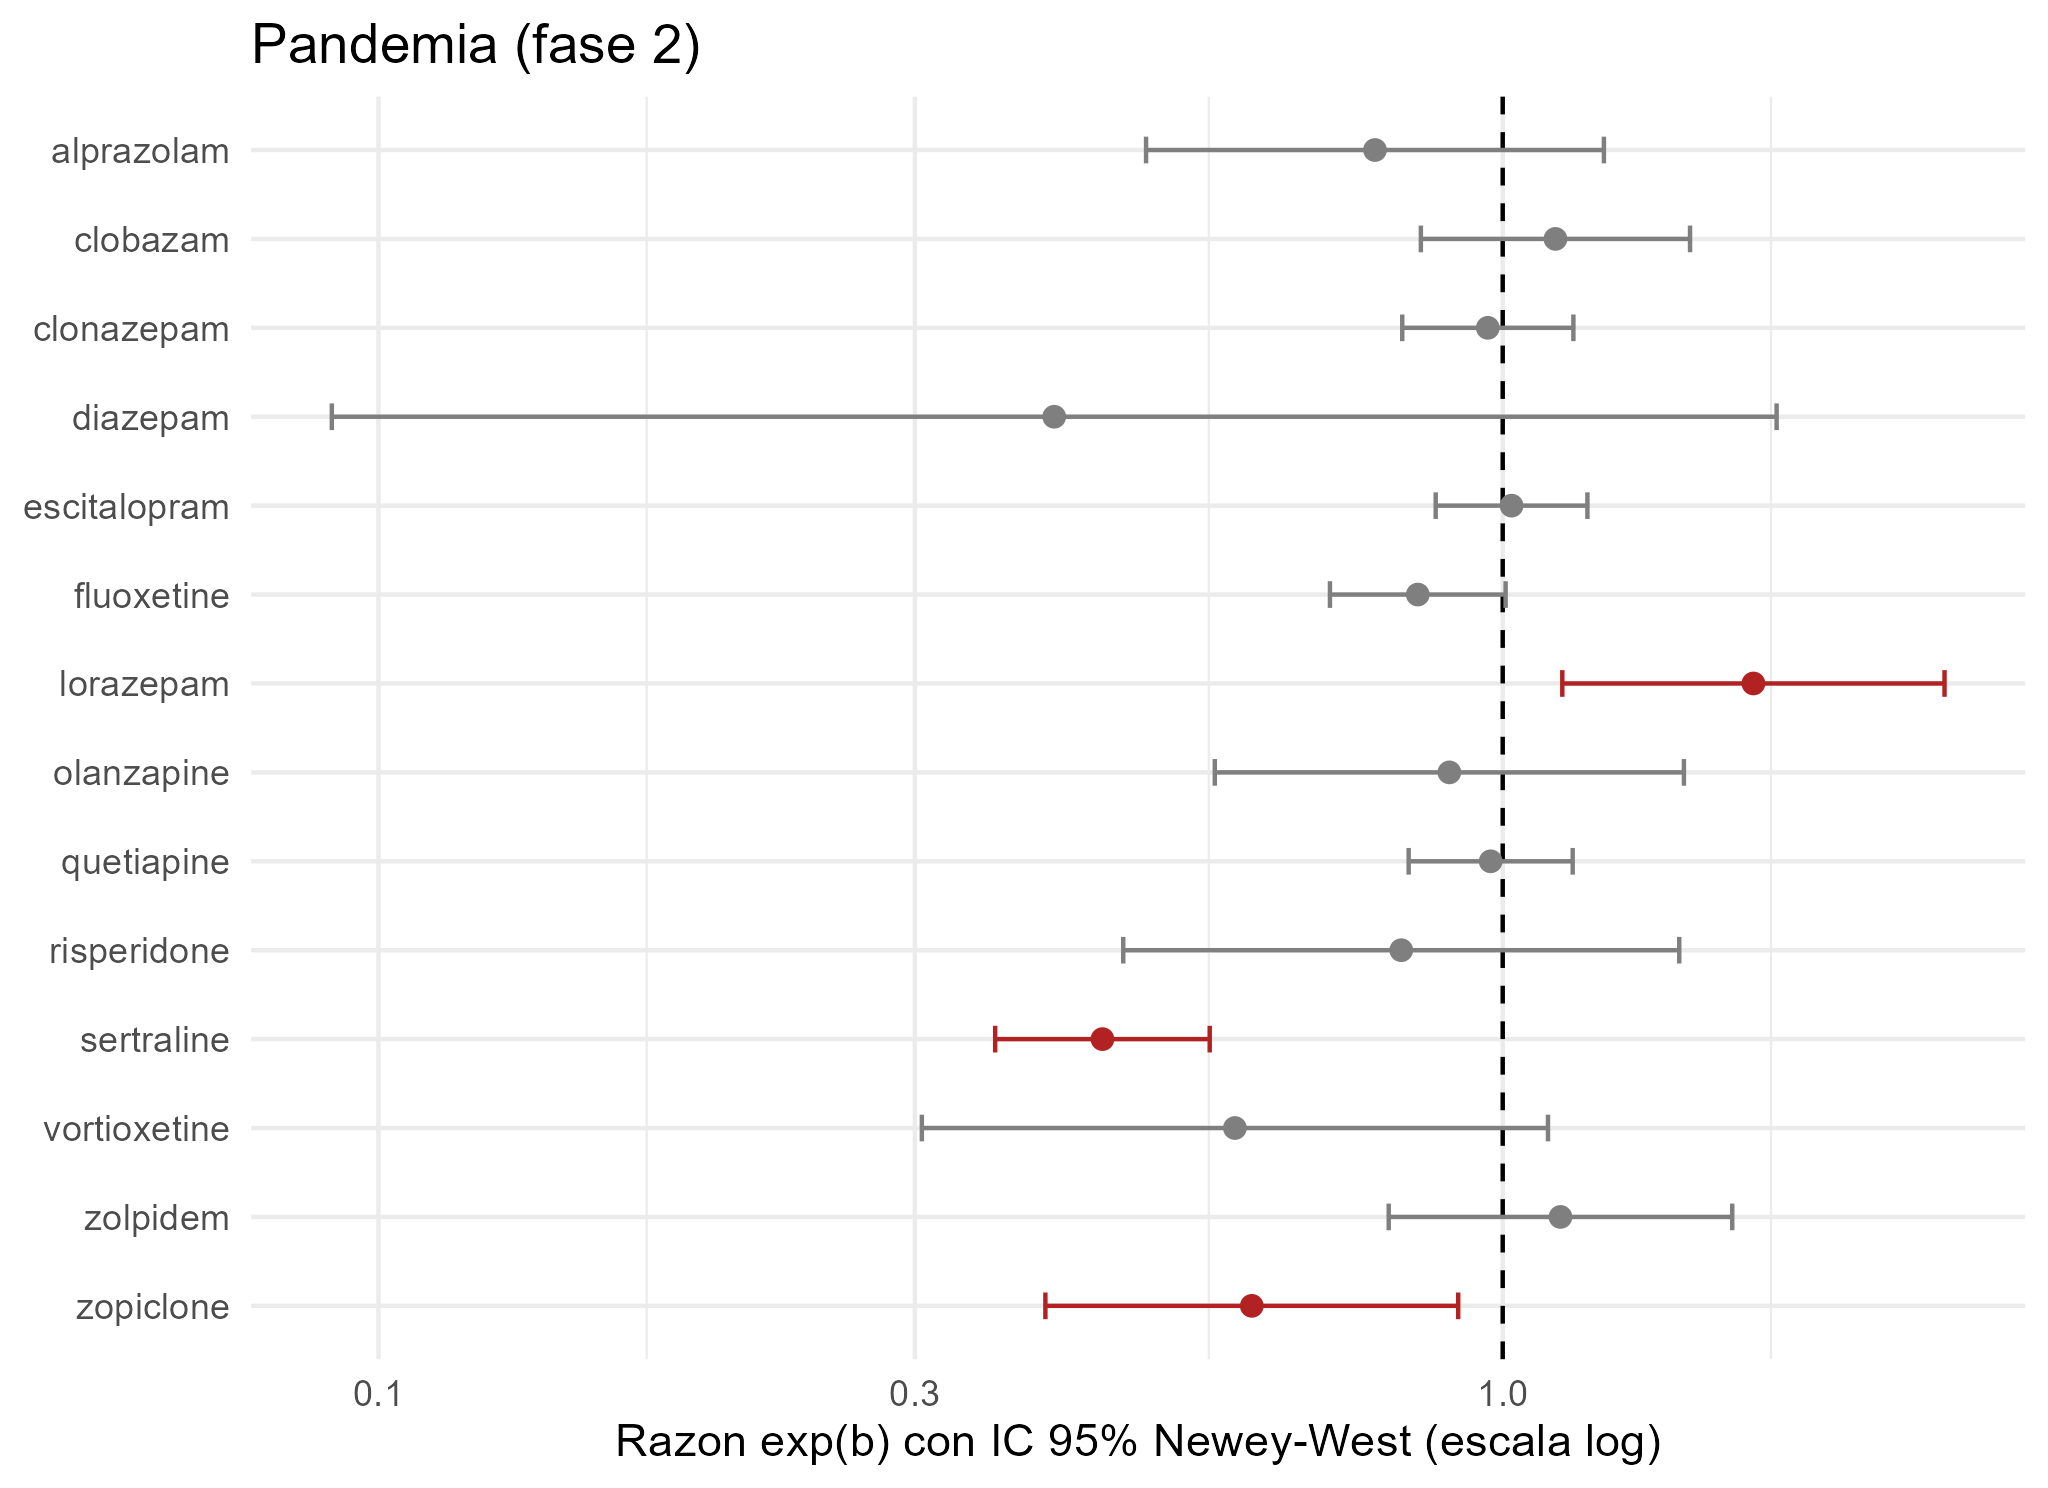 Pandemia (fase 2)
alprazolam
clobazam
clonazepam
diazepam
escitalopram
fluoxetine
lorazepam
olanzapine
quetiapine
risperidone
sertraline
vortioxetine
zolpidem
zopiclone
0.1 0.3 1.0
Razon exp(b) con IC 95% Newey-West (escala log)